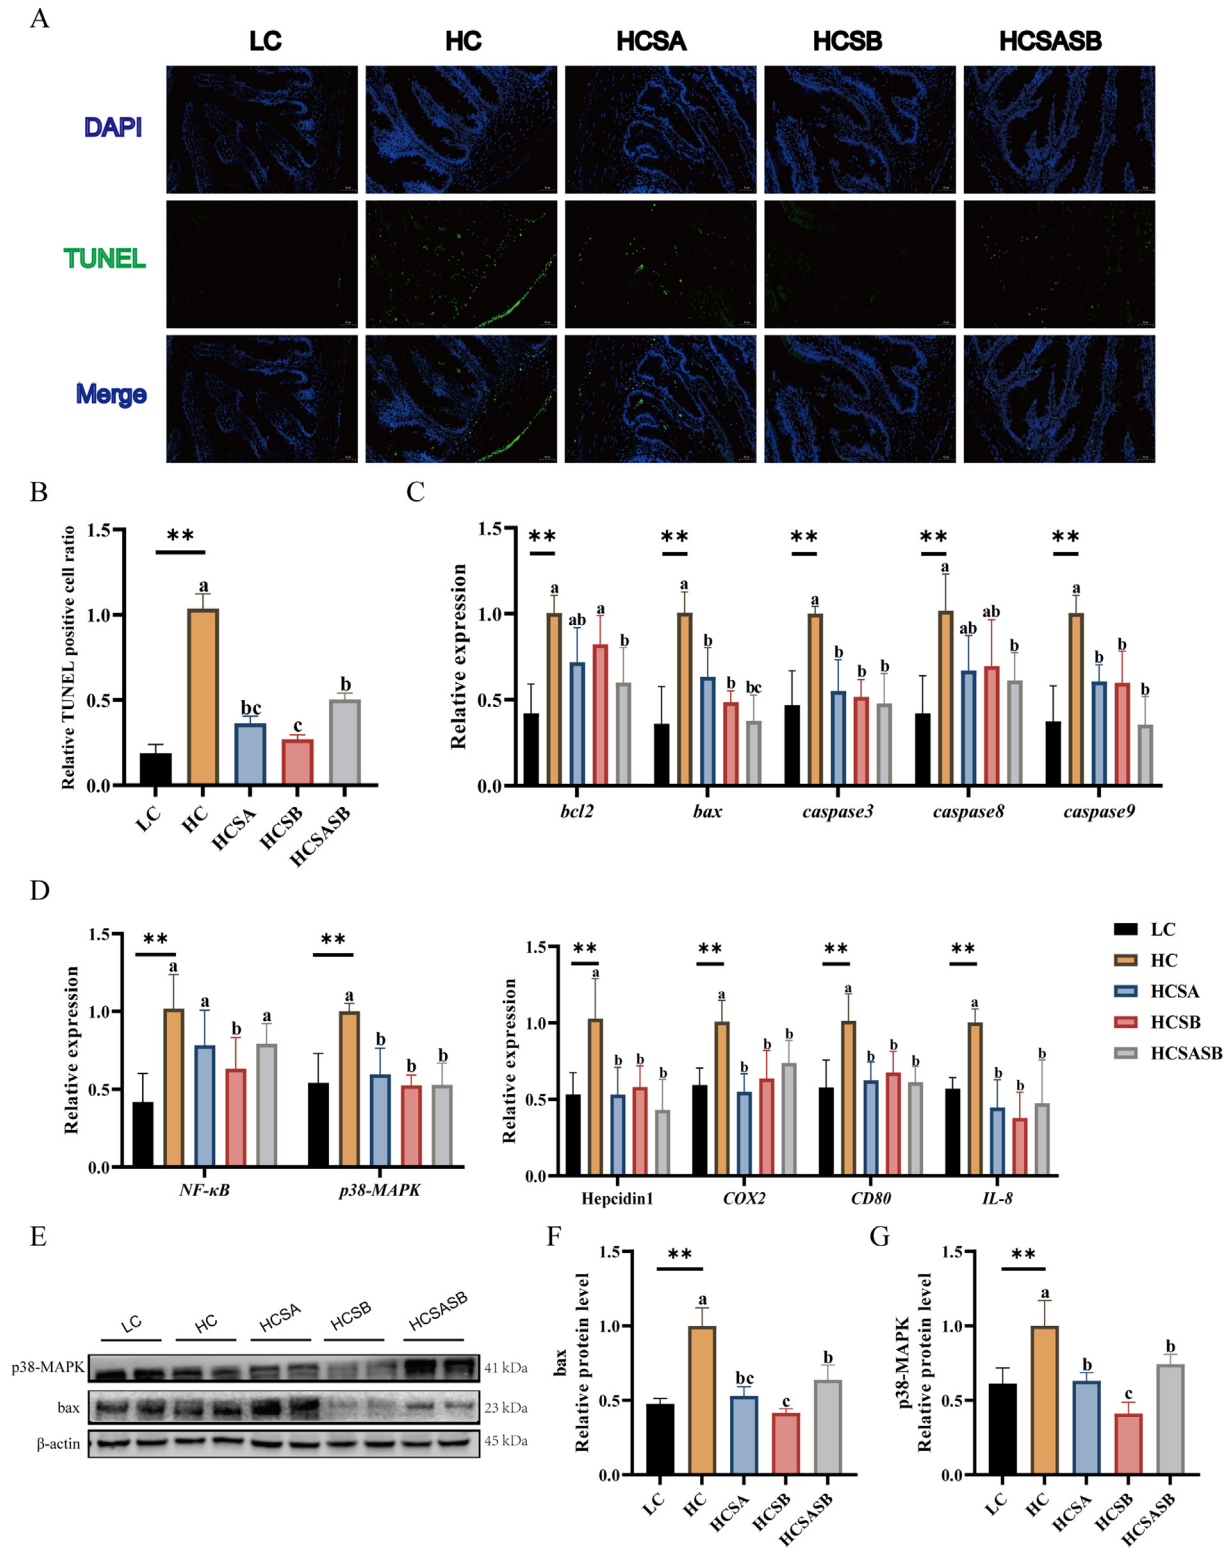 A
LC HC HCSA HCSB HCSASB
DAPI
TUNEL
Merge
B
Relative TUNEL positive cell ratio
1.5
1.0
0.5
0.0
**
a
bc
c
b
LC HC HCSA HCSB HCSASB
C
Relative expression
1.5
1.0
0.5
0.0
** ** ** ** **
a ab a b
a b b bc
a b b b
a ab ab b
a b b b
bcl2 bax caspase3 caspase8 caspase9
D
Relative expression
1.5
1.0
0.5
0.0
** **
a a b a
a b b b
NF-κB p38-MAPK
Relative expression
1.5
1.0
0.5
0.0
** ** ** **
a b b b
a b b b
a b b b
a b b b
Hepcidin1 COX2 CD80 IL-8
LC
HC
HCSA
HCSB
HCSASB
E
LC HC HCSA HCSB HCSASB
p38-MAPK 41 kDa
bax 23 kDa
β-actin 45 kDa
F
bax
Relative protein level
1.5
1.0
0.5
0.0
**
a
bc
c
b
LC HC HCSA HCSB HCSASB
G
p38-MAPK
Relative protein level
1.5
1.0
0.5
0.0
**
a
b
c
b
LC HC HCSA HCSB HCSASB